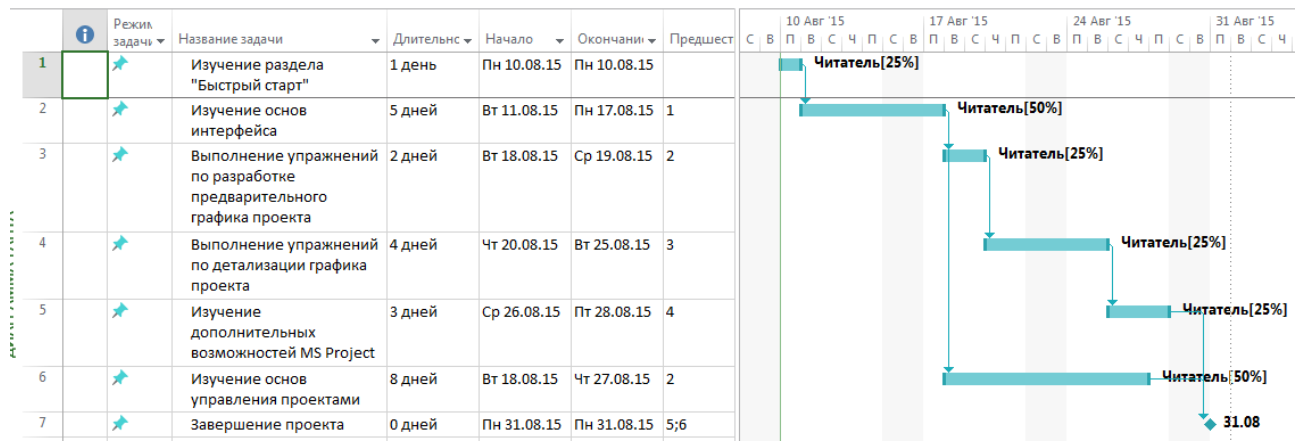 10 Авг '15 17 Авг '15 24 Авг '15 31 Авг '15
Режим
задачи Название задачи Длительнс Начало Окончани Предшест С В П В С Ч П С В П В С Ч П С В П В С Ч П С В П В С Ч
1 Изучение раздела 1 день Пн 10.08.15 Пн 10.08.15 Читатель[25%]
"Быстрый старт"
2 Изучение основ 5 дней Вт 11.08.15 Пн 17.08.15 1 Читатель[50%]
интерфейса
3 Выполнение упражнений 2 дней Вт 18.08.15 Ср 19.08.15 2 Читатель[25%]
по разработке
предварительного
графика проекта
4 Выполнение упражнений 4 дней Чт 20.08.15 Вт 25.08.15 3 Читатель[25%]
по детализации графика
проекта
5 Изучение 3 дней Ср 26.08.15 Пт 28.08.15 4 Читатель[25%]
дополнительных
возможностей MS Project
6 Изучение основ 8 дней Вт 18.08.15 Чт 27.08.15 2 Читатель[50%]
управления проектами
7 Завершение проекта 0 дней Пн 31.08.15 Пн 31.08.15 5;6 31.08